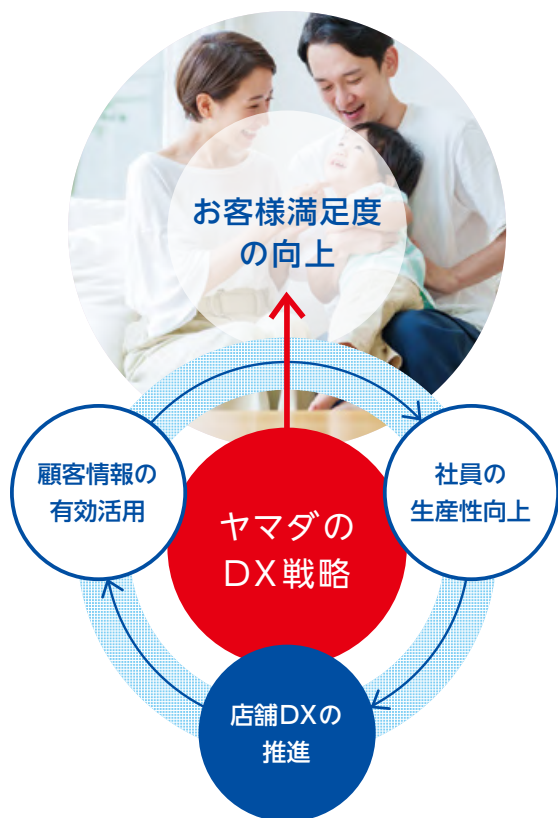 お客様満足度
の向上
顧客情報の
有効活用
社員の
生産性向上
ヤマダの
DX戦略
店舗DXの
推進